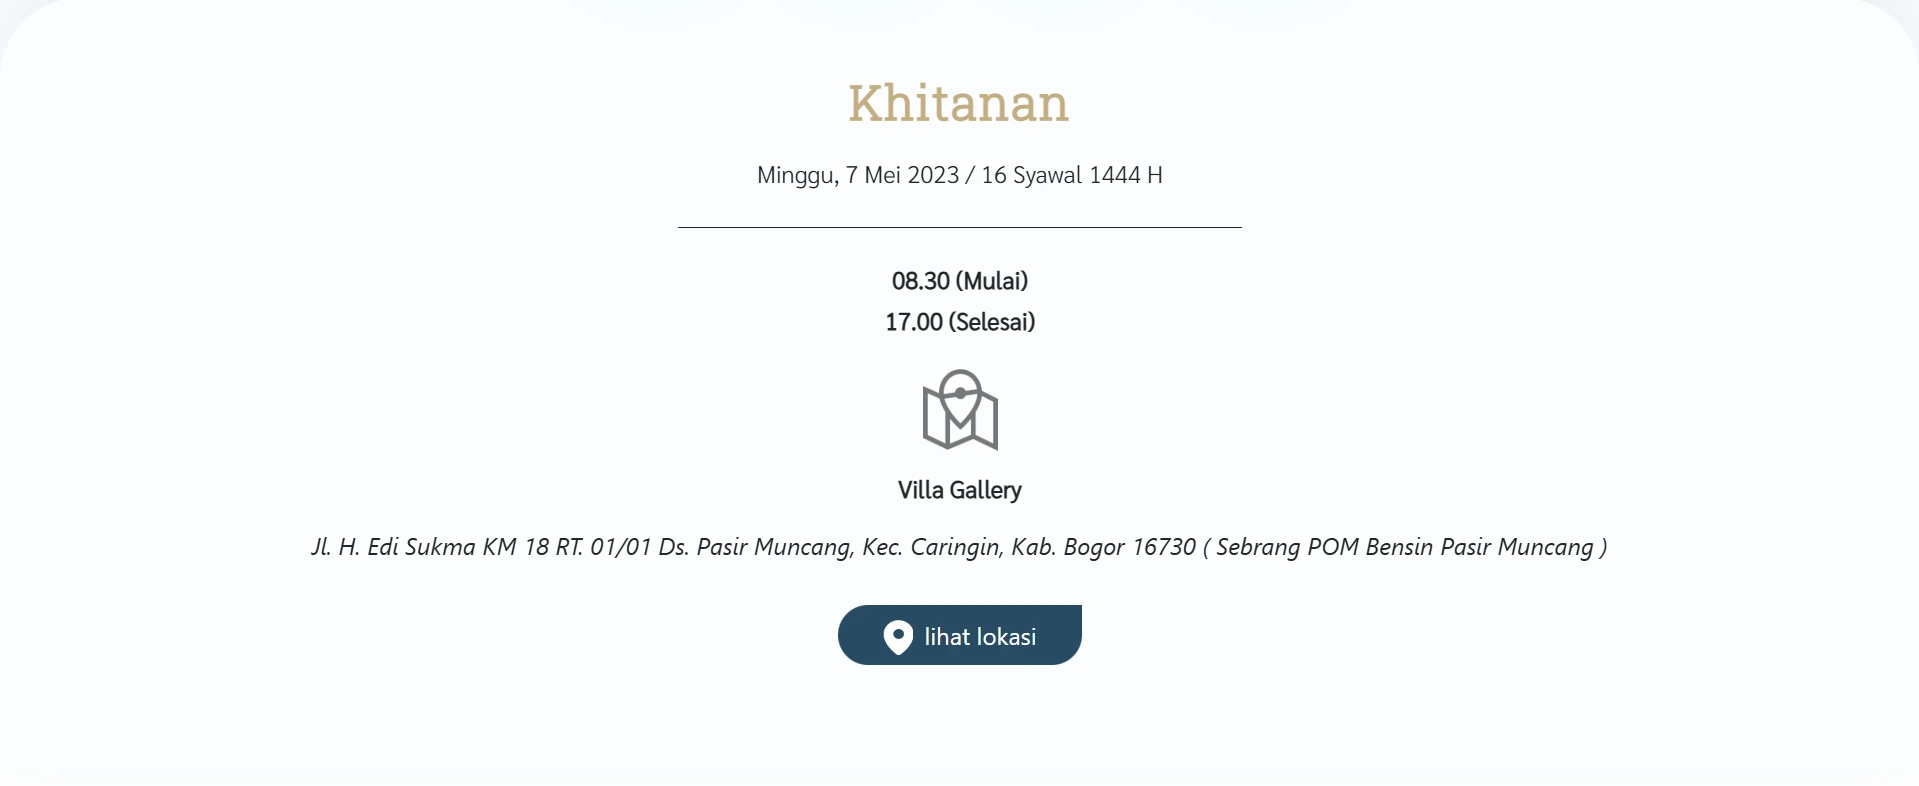 Khitanan
Minggu, 7 Mei 2023 / 16 Syawal 1444 H
08.30 (Mulai)
17.00 (Selesai)
Villa Gallery
Jl. H. Edi Sukma KM 18 RT. 01/01 Ds. Pasir Muncang, Kec. Caringin, Kab. Bogor 16730 ( Sebrang POM Bensin Pasir Muncang )
lihat lokasi